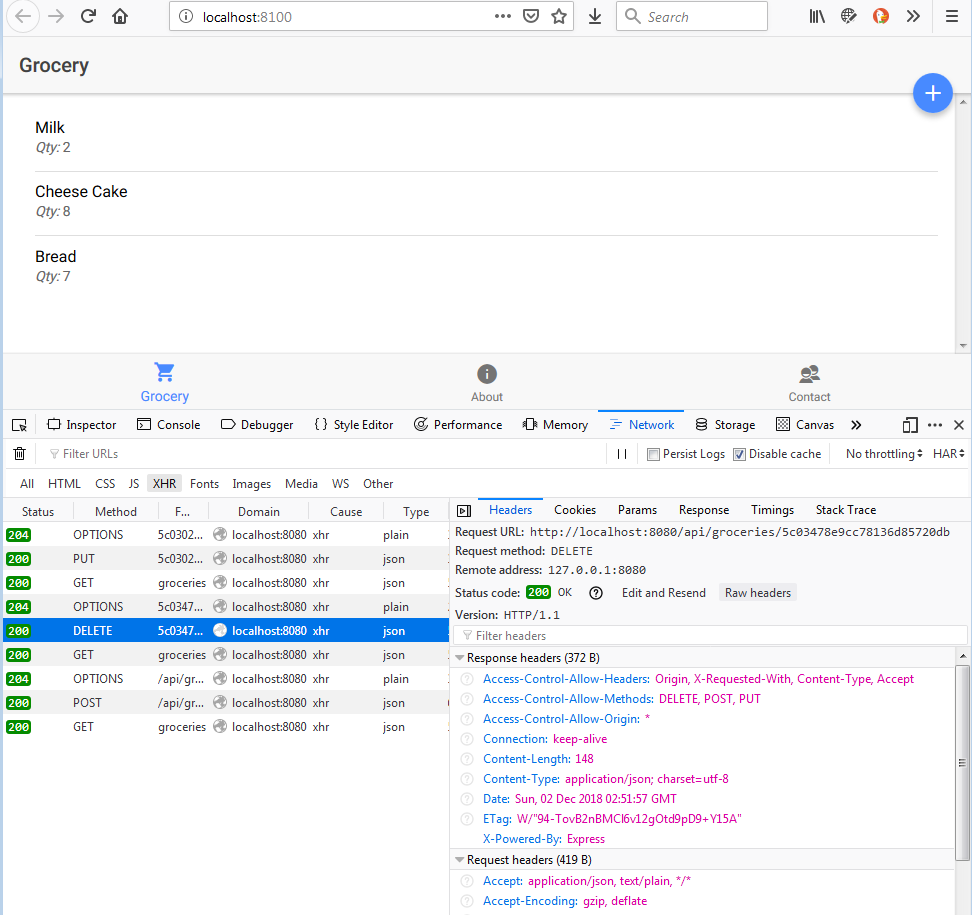 localhost:8100
Search
Grocery
Milk
Qty: 2
Cheese Cake
Qty: 8
Bread
Qty: 7
Grocery About Contact
Inspector Console Debugger { } Style Editor Performance Memory Network Storage Canvas
Filter URLs Persist Logs Disable cache No throttling HAR
All HTML CSS JS XHR Fonts Images Media WS Other
Status Method F... Domain Cause Type
204 OPTIONS 5c0302... localhost:8080 xhr plain
200 PUT 5c0302... localhost:8080 xhr json
200 GET groceries localhost:8080 xhr json
204 OPTIONS 5c0347... localhost:8080 xhr plain
200 DELETE 5c0347... localhost:8080 xhr json
200 GET groceries localhost:8080 xhr json
204 OPTIONS /api/gr... localhost:8080 xhr plain
200 POST /api/gr... localhost:8080 xhr json
200 GET groceries localhost:8080 xhr json
Headers Cookies Params Response Timings Stack Trace
Request URL: http://localhost:8080/api/groceries/5c03478e9cc78136d85720db
Request method: DELETE
Remote address: 127.0.0.1:8080
Status code: 200 OK Edit and Resend Raw headers
Version: HTTP/1.1
Filter headers
Response headers (372 B)
Access-Control-Allow-Headers: Origin, X-Requested-With, Content-Type, Accept
Access-Control-Allow-Methods: DELETE, POST, PUT
Access-Control-Allow-Origin: *
Connection: keep-alive
Content-Length: 148
Content-Type: application/json; charset=utf-8
Date: Sun, 02 Dec 2018 02:51:57 GMT
ETag: W/"94-TovB2nBMCl6v12gOtd9pD9+Y15A"
X-Powered-By: Express
Request headers (419 B)
Accept: application/json, text/plain, */*
Accept-Encoding: gzip, deflate